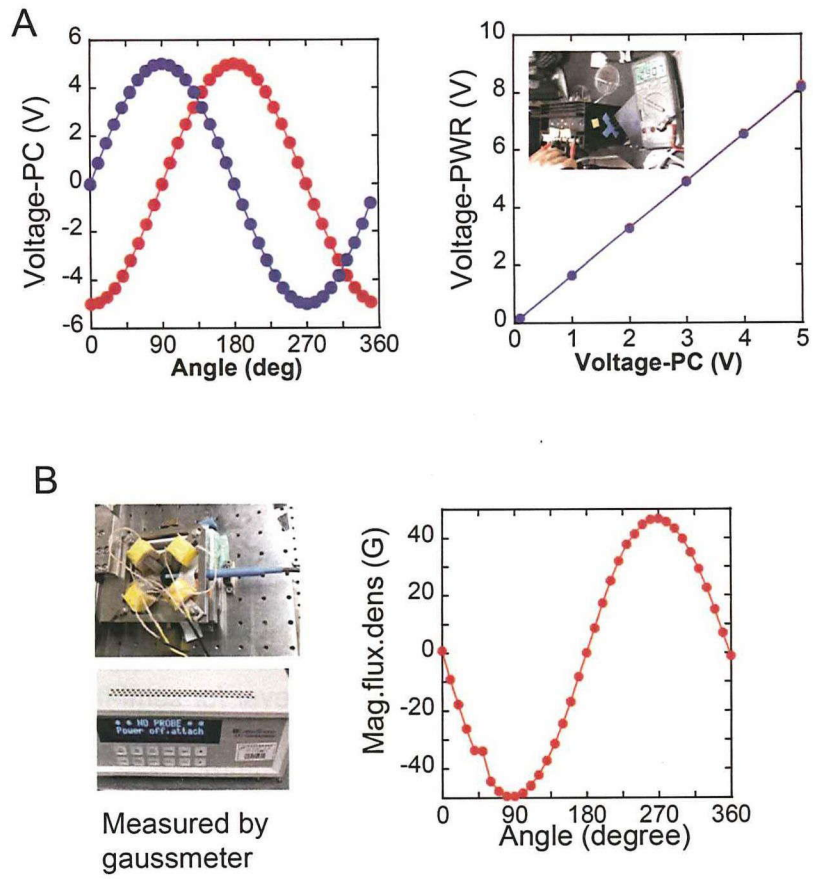 A
6
4
2
0
-2
-4
-6
Voltage-PC (V)
0 90 180 270 360
Angle (deg)
10
8
6
4
2
0
Voltage-PWR (V)
0 1 2 3 4 5
Voltage-PC (V)
B
* * NO PROBE * *
Power off.attach
Measured by
gaussmeter
40
20
0
-20
-40
Mag.flux.dens (G)
0 90 180 270 360
Angle (degree)